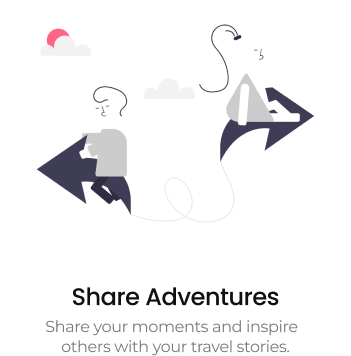 Share Adventures
Share your moments and inspire
others with your travel stories.